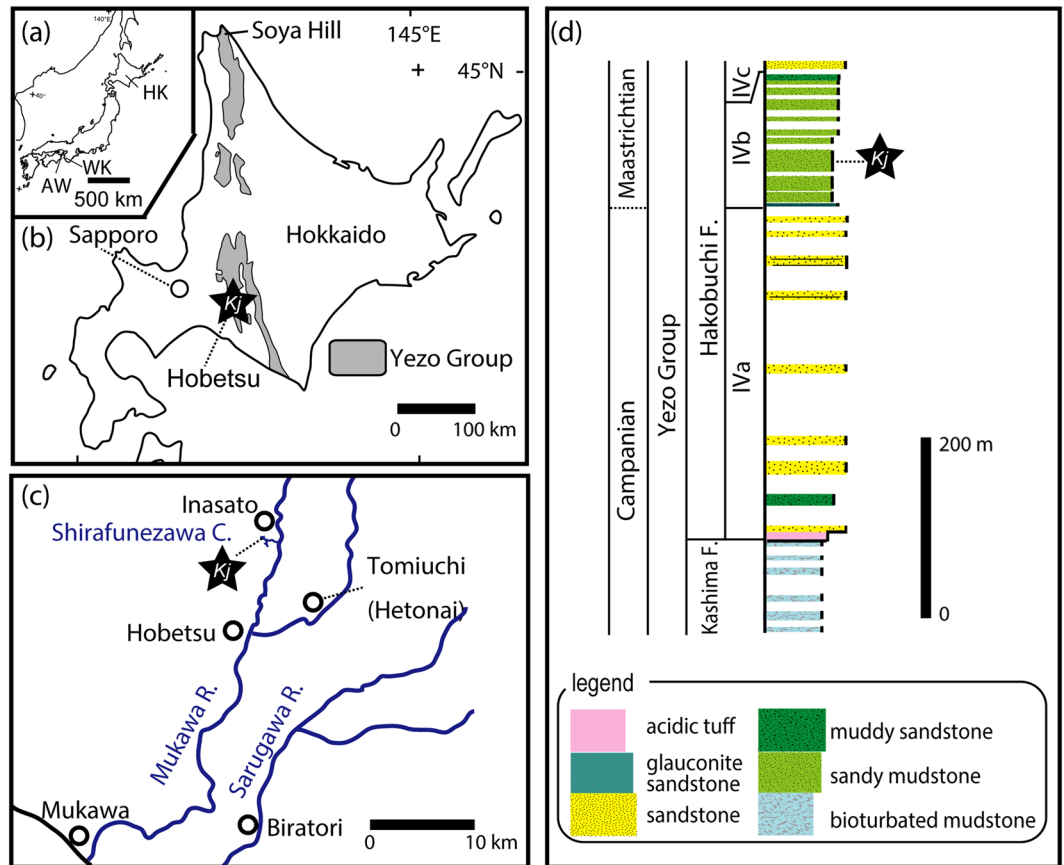 (a)
140°E
40°
HK
WK
AW
500 km
(b)
Soya Hill
145°E
45°N
Sapporo
Hokkaido
Kj
Hobetsu
Yezo Group
0 100 km
(c)
Inasato
Shirafunezawa C.
Kj
Tomiuchi
(Hetonai)
Hobetsu
Mukawa R.
Sarugawa R.
Mukawa
Biratori
0 10 km
(d)
Maastrichtian
Campanian
Yezo Group
Hakobuchi F.
Kashima F.
IVc
IVb
IVa
Kj
200 m
0
legend
acidic tuff
glauconite
sandstone
sandstone
muddy sandstone
sandy mudstone
bioturbated mudstone